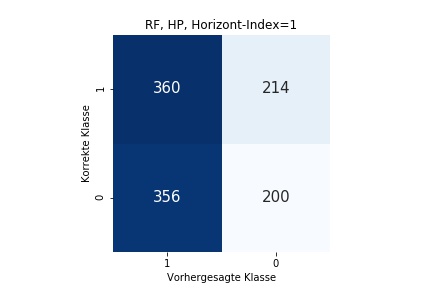 RF, HP, Horizont-Index=1
Korrekte Klasse
1
360
214
0
356
200
1
0
Vorhergesagte Klasse